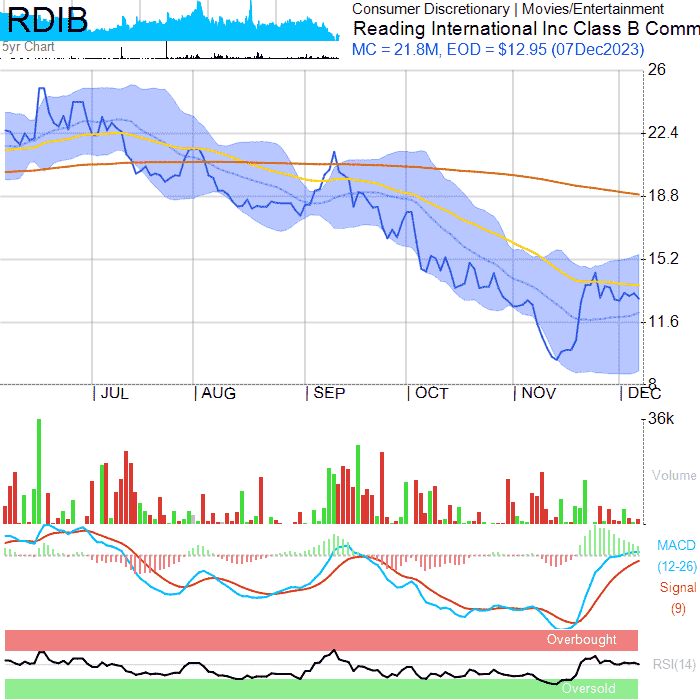 RDIB
5yr Chart
Consumer Discretionary | Movies/Entertainment
Reading International Inc Class B Comm
MC = 21.8M, EOD = $12.95 (07Dec2023)
26
22.4
18.8
15.2
11.6
8
JUL AUG SEP OCT NOV DEC
36k
Volume
MACD
(12-26)
Signal
(9)
Overbought
RSI(14)
Oversold